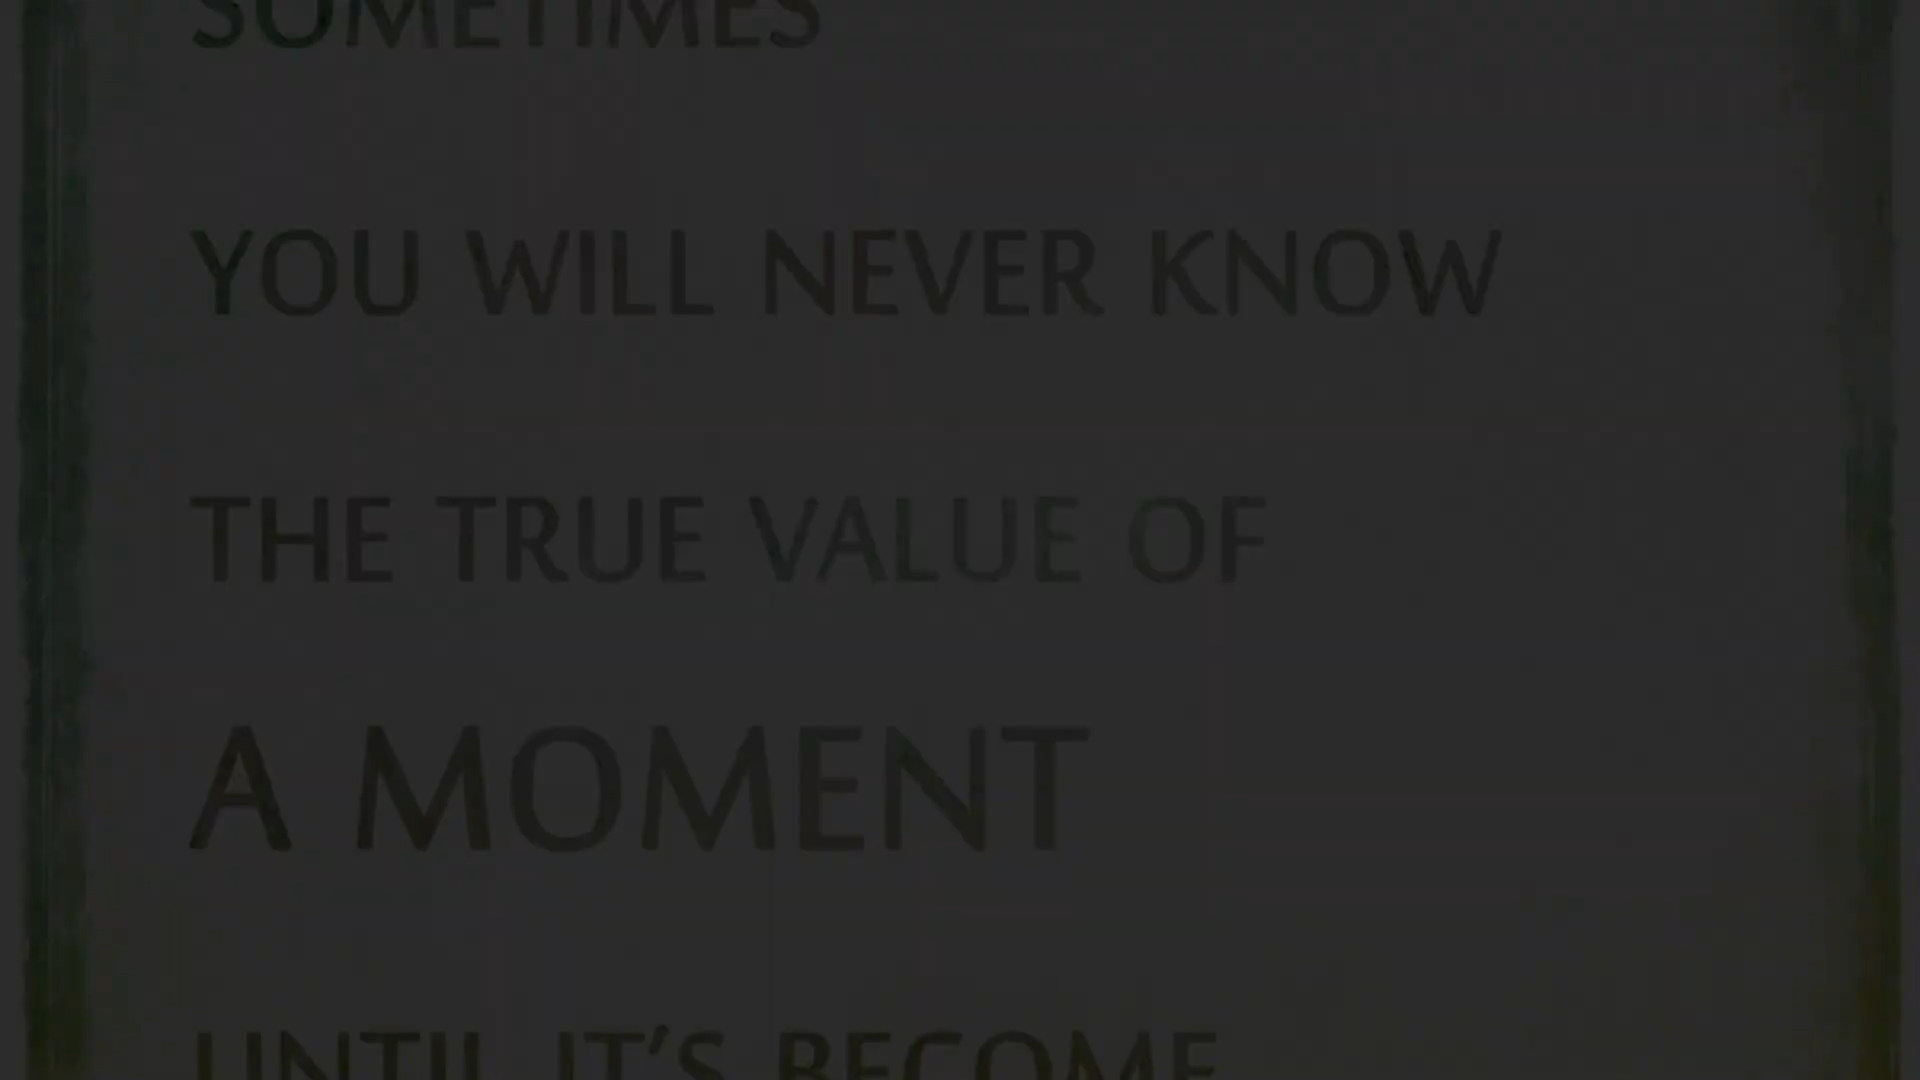 SOMETIMES
YOU WILL NEVER KNOW
THE TRUE VALUE OF
A MOMENT
UNTIL IT'S BECOME